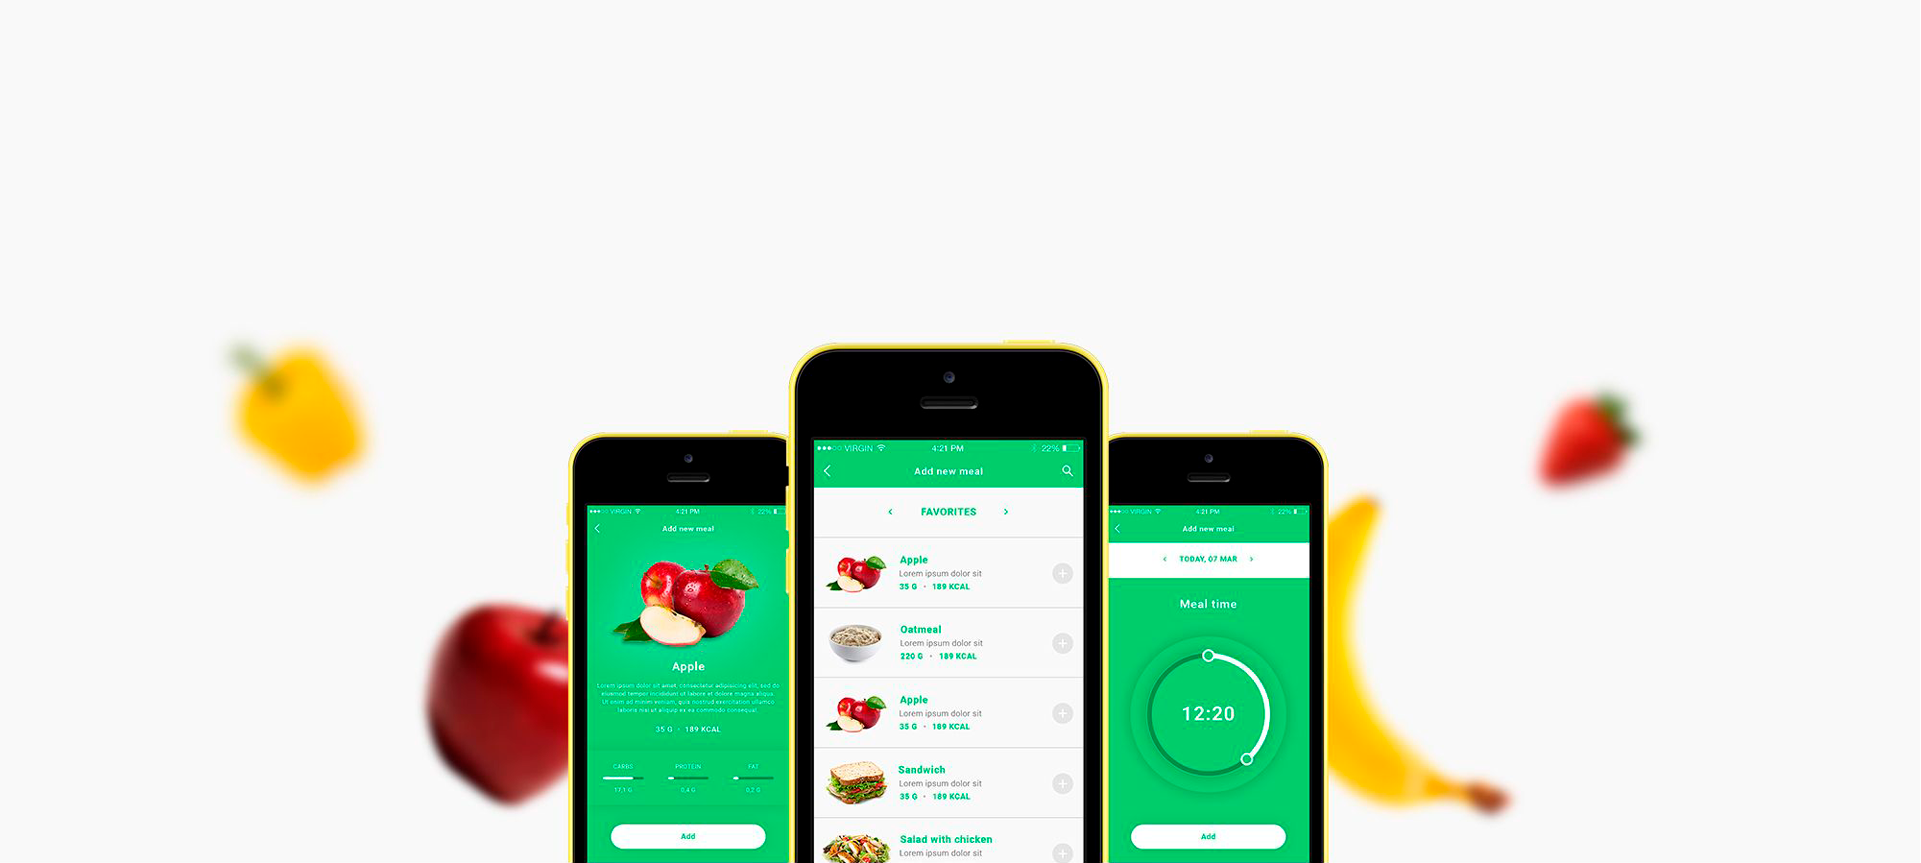 VIRGIN 4:21 PM 22%
Add new meal
Apple
Lorem ipsum dolor sit amet, consectetur adipisicing elit, sed do
eiusmod tempor incididunt ut labore et dolore magna aliqua.
Ut enim ad minim veniam, quis nostrud exercitation ullamco
laboris nisi ut aliquip ex ea commodo consequat.
35 G • 189 KCAL
CARBS PROTEIN FAT
17,1 G 0,4 G 0,2 G
Add
VIRGIN 4:21 PM 22%
Add new meal
FAVORITES
Apple
Lorem ipsum dolor sit
35 G • 189 KCAL
Oatmeal
Lorem ipsum dolor sit
220 G • 189 KCAL
Apple
Lorem ipsum dolor sit
35 G • 189 KCAL
Sandwich
Lorem ipsum dolor sit
35 G • 189 KCAL
Salad with chicken
Lorem ipsum dolor sit
VIRGIN 4:21 PM 22%
Add new meal
TODAY, 07 MAR
Meal time
12:20
Add